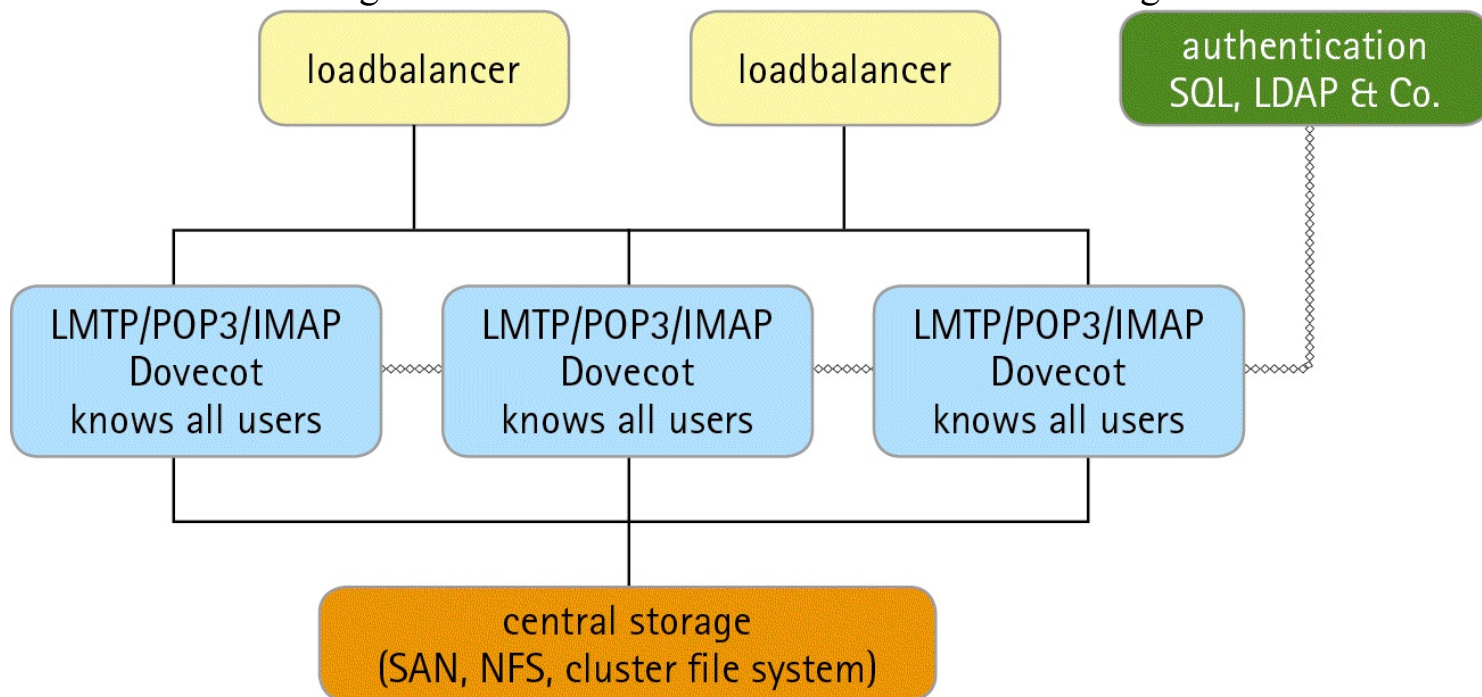 loadbalancer
loadbalancer
authentication
SQL, LDAP & Co.
LMTP/POP3/IMAP
Dovecot
knows all users
LMTP/POP3/IMAP
Dovecot
knows all users
LMTP/POP3/IMAP
Dovecot
knows all users
central storage
(SAN, NFS, cluster file system)